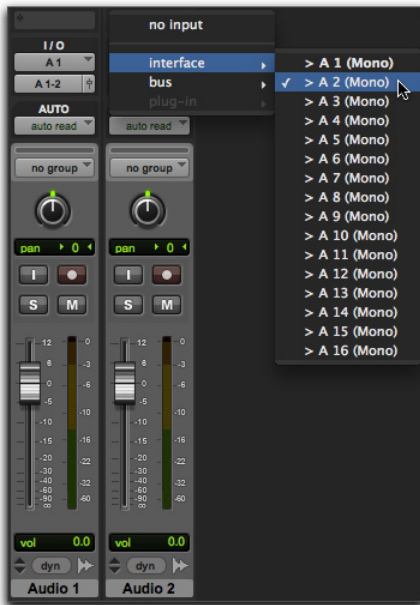 no input
I / O
A 1
A 1-2
interface
bus
plug-in
> A 1 (Mono)
✓ > A 2 (Mono)
> A 3 (Mono)
> A 4 (Mono)
> A 5 (Mono)
> A 6 (Mono)
> A 7 (Mono)
> A 8 (Mono)
> A 9 (Mono)
> A 10 (Mono)
> A 11 (Mono)
> A 12 (Mono)
> A 13 (Mono)
> A 14 (Mono)
> A 15 (Mono)
> A 16 (Mono)
AUTO
auto read auto read
no group no group
pan 0 pan 0
I I
S M S M
12 0 12 0
6 -3 6 -3
0 -6 0 -6
-5 -5
-10 -10 -10 -10
-15 -16 -15 -16
-20 -22 -20 -22
-30 -30
-40 -32 -40 -32
-60 -60
-90 -60 -90 -60
∞ ∞
vol 0.0 vol 0.0
dyn dyn
Audio 1 Audio 2